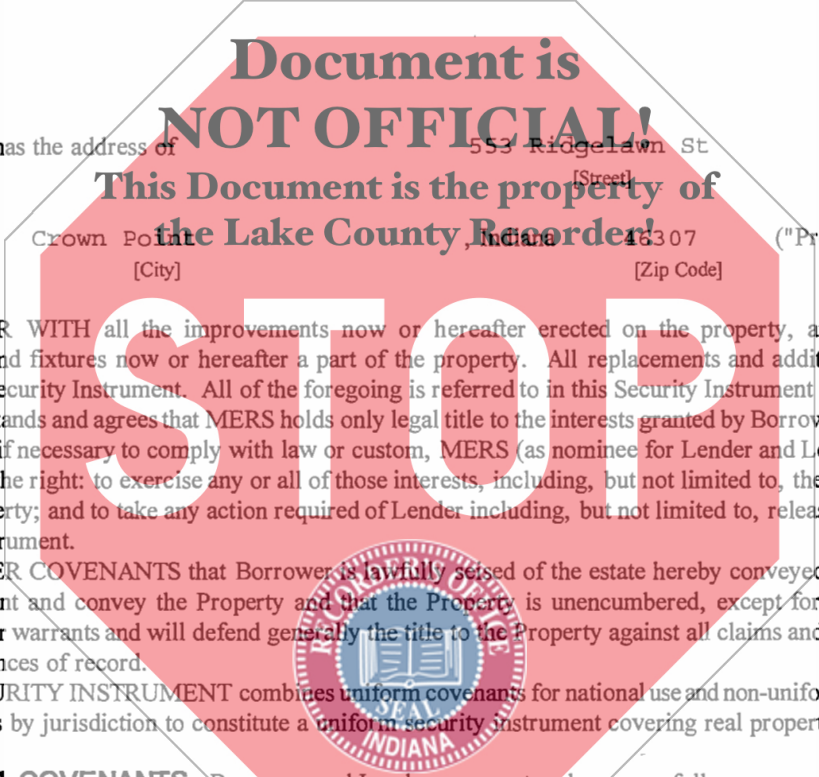 Document is
NOT OFFICIAL!
has the address of 553 Ridgelawn St
This Document is the property of
[Street]
the Lake County Recorder!
Crown Point , Indiana 46307 ("Pr
[City] [Zip Code]
STOP
R WITH all the improvements now or hereafter erected on the property, a
nd fixtures now or hereafter a part of the property. All replacements and addit
ecurity Instrument. All of the foregoing is referred to in this Security Instrument
ands and agrees that MERS holds only legal title to the interests granted by Borrow
if necessary to comply with law or custom, MERS (as nominee for Lender and Le
he right: to exercise any or all of those interests, including, but not limited to, the
erty; and to take any action required of Lender including, but not limited to, relea
rument.
ER COVENANTS that Borrower is lawfully seised of the estate hereby conveyed
nt and convey the Property and that the Property is unencumbered, except for
r warrants and will defend generally the title to the Property against all claims and
nces of record.
URITY INSTRUMENT combines uniform covenants for national use and non-unifo
s by jurisdiction to constitute a uniform security instrument covering real propert
RECORDER OFFICE
SEAL
INDIANA
COVENANTS.